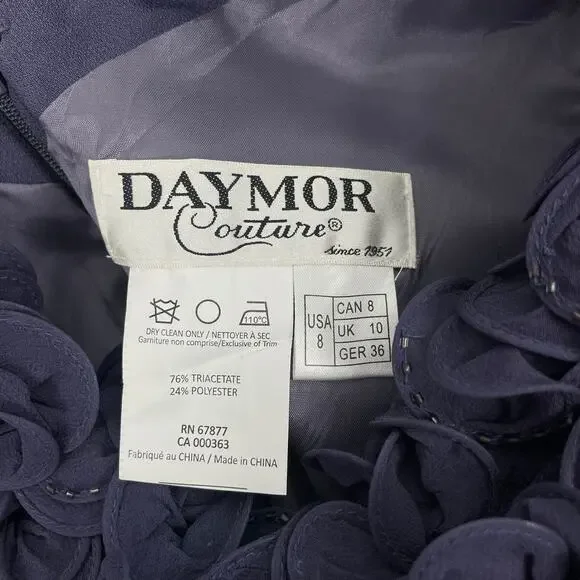 DAYMOR
Couture®
since 1951
110ºC
DRY CLEAN ONLY / NETTOYER À SEC
Garniture non comprise/Exclusive of Trim
76% TRIACETATE
24% POLYESTER
RN 67877
CA 000363
Fabriqué au CHINA / Made in CHINA
USA 8
CAN 8
UK 10
GER 36